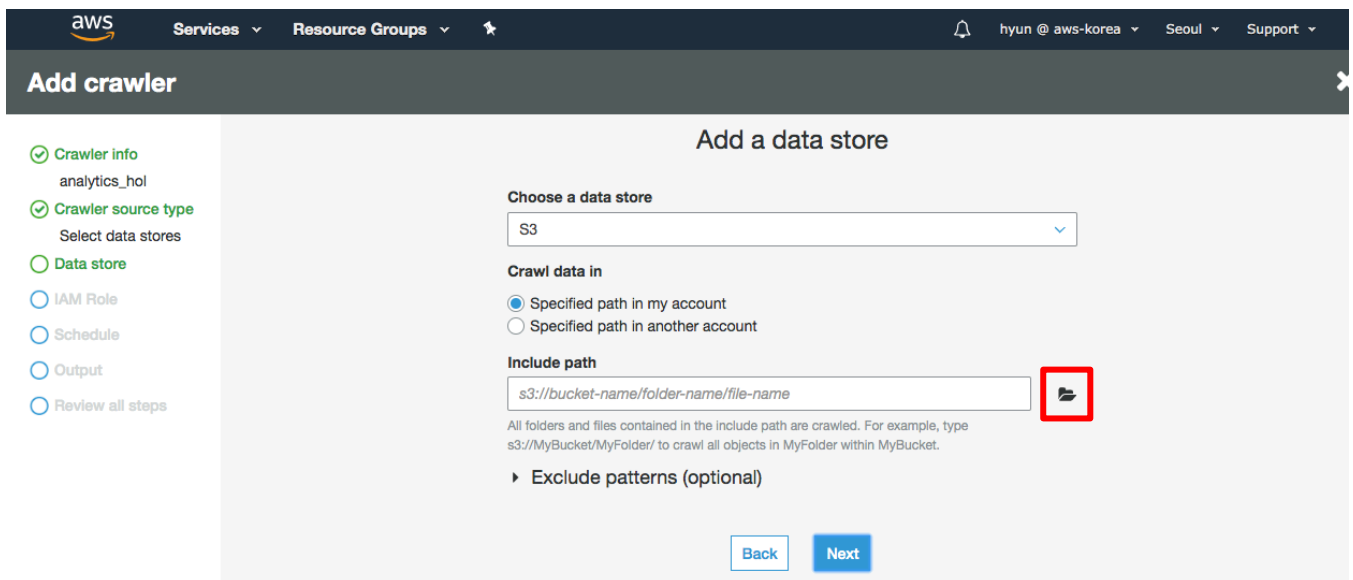 aws
Services
Resource Groups
hyun @ aws-korea
Seoul
Support
Add crawler
Crawler info
analytics_hol
Crawler source type
Select data stores
Data store
IAM Role
Schedule
Output
Review all steps
Add a data store
Choose a data store
S3
Crawl data in
Specified path in my account
Specified path in another account
Include path
s3://bucket-name/folder-name/file-name
All folders and files contained in the include path are crawled. For example, type
s3://MyBucket/MyFolder/ to crawl all objects in MyFolder within MyBucket.
Exclude patterns (optional)
Back
Next